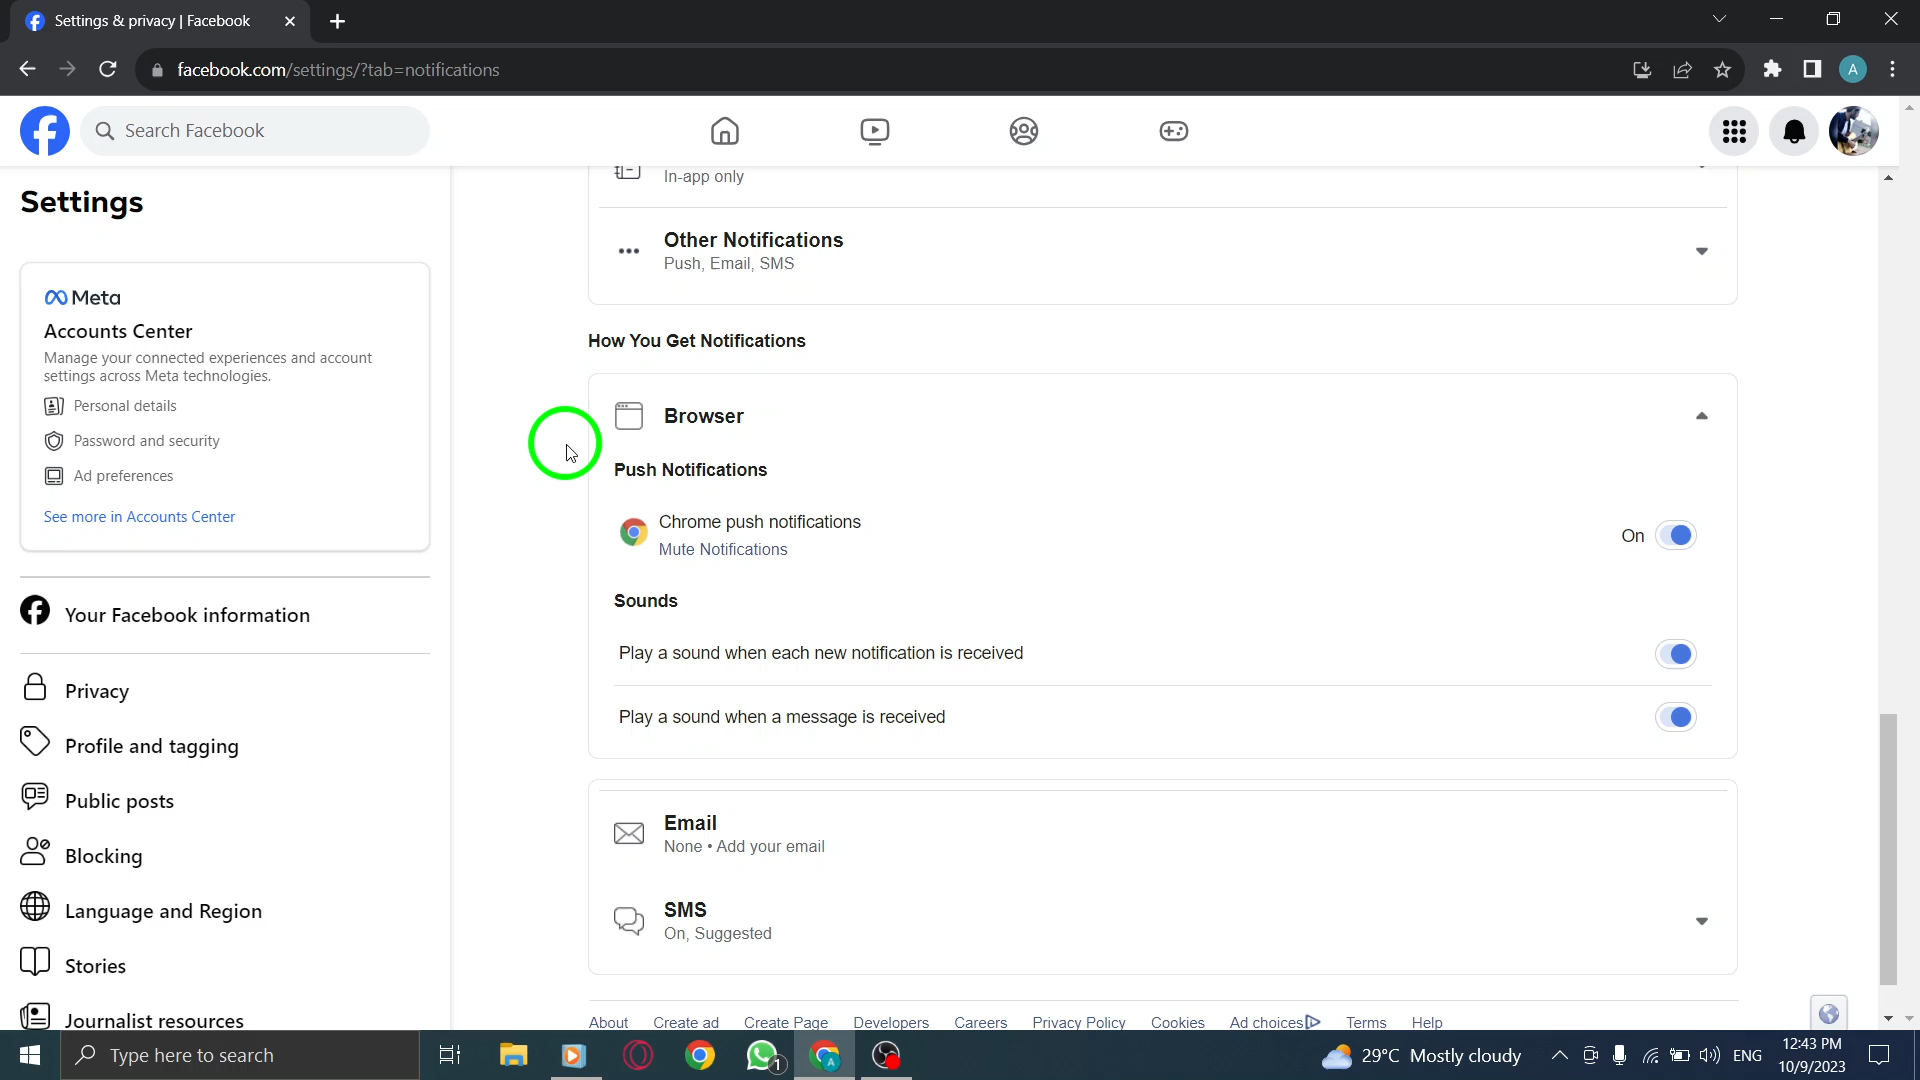 Settings & privacy | Facebook
facebook.com/settings/?tab=notifications
A
Search Facebook
Settings
Meta
Accounts Center
Manage your connected experiences and account
settings across Meta technologies.
Personal details
Password and security
Ad preferences
See more in Accounts Center
Your Facebook information
Privacy
Profile and tagging
Public posts
Blocking
Language and Region
Stories
Journalist resources
In-app only
Other Notifications
Push, Email, SMS
How You Get Notifications
Browser
Push Notifications
Chrome push notifications
Mute Notifications
On
Sounds
Play a sound when each new notification is received
Play a sound when a message is received
Email
None • Add your email
SMS
On, Suggested
About Create ad Create Page Developers Careers Privacy Policy Cookies Ad choices Terms Help
Type here to search
1
A
29°C Mostly cloudy
ENG
12:43 PM
10/9/2023